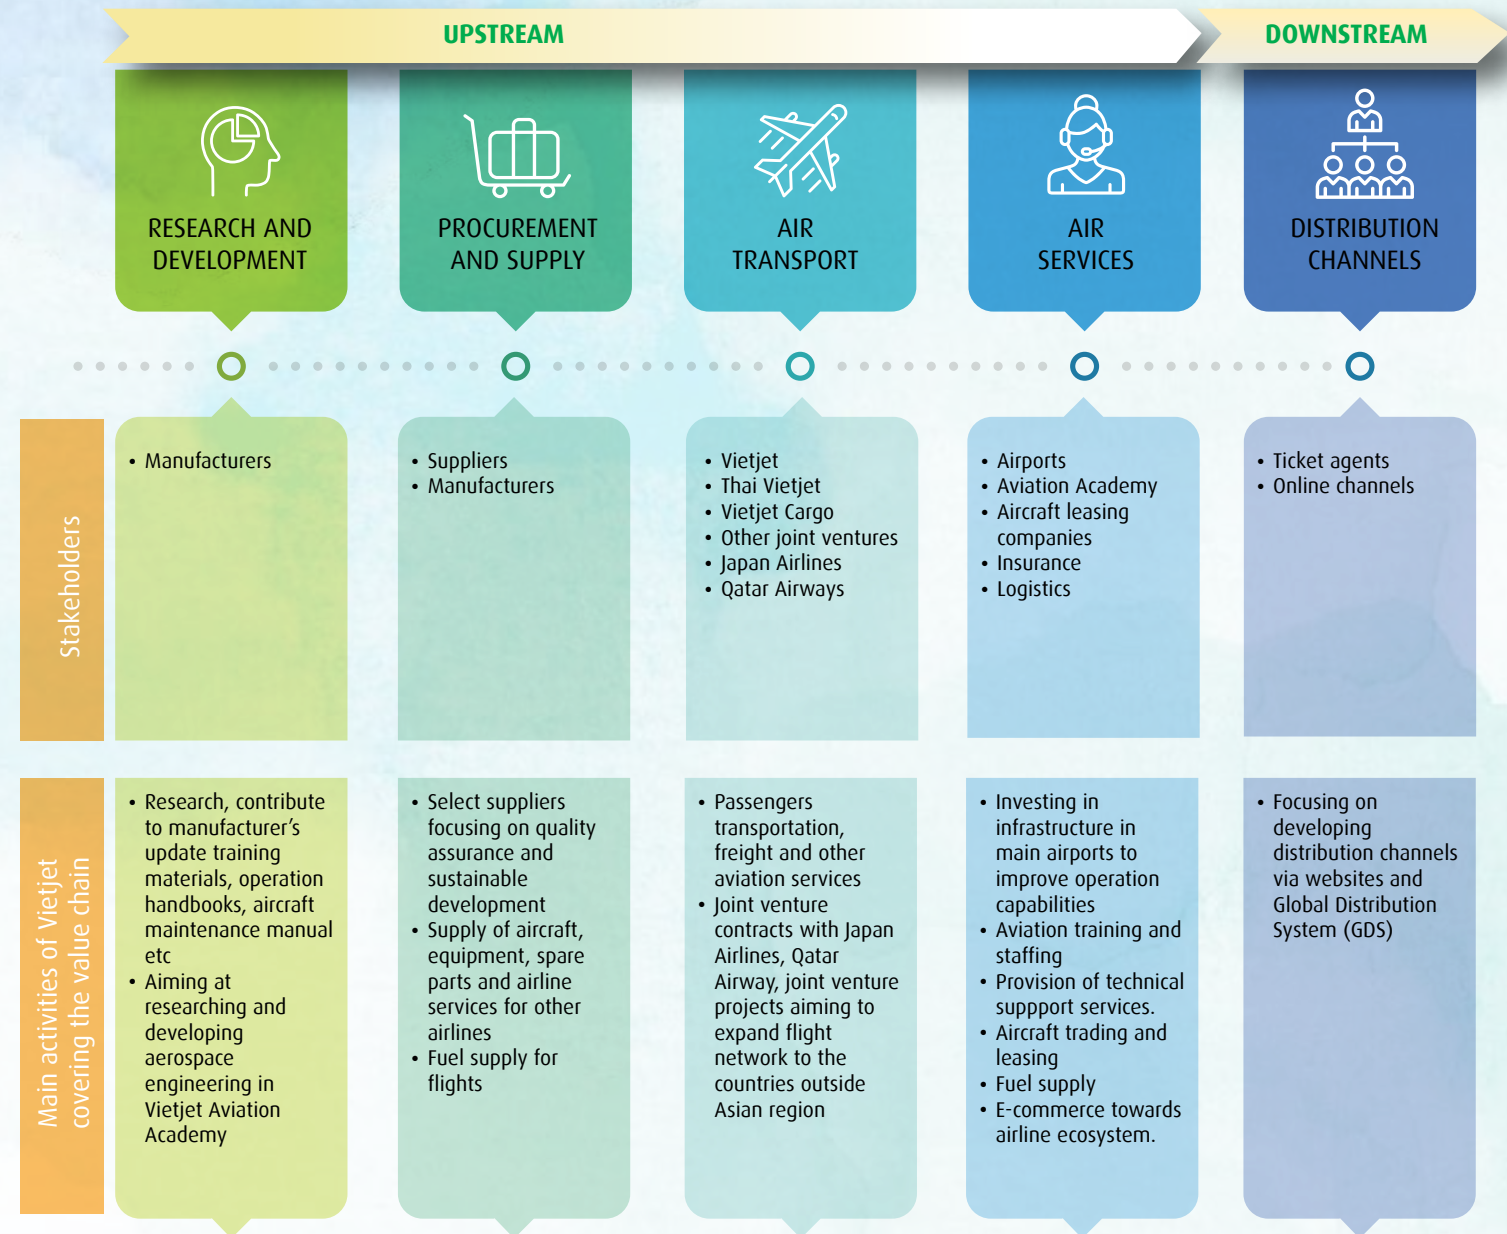 UPSTREAM
DOWNSTREAM
RESEARCH AND
DEVELOPMENT
PROCUREMENT
AND SUPPLY
AIR
TRANSPORT
AIR
SERVICES
DISTRIBUTION
CHANNELS
Stakeholders
• Manufacturers
• Suppliers
• Manufacturers
• Vietjet
• Thai Vietjet
• Vietjet Cargo
• Other joint ventures
• Japan Airlines
• Qatar Airways
• Airports
• Aviation Academy
• Aircraft leasing
companies
• Insurance
• Logistics
• Ticket agents
• Online channels
Main activities of Vietjet
covering the value chain
• Research, contribute
to manufacturer’s
update training
materials, operation
handbooks, aircraft
maintenance manual
etc
• Aiming at
researching and
developing
aerospace
engineering in
Vietjet Aviation
Academy
• Select suppliers
focusing on quality
assurance and
sustainable
development
• Supply of aircraft,
equipment, spare
parts and airline
services for other
airlines
• Fuel supply for
flights
• Passengers
transportation,
freight and other
aviation services
• Joint venture
contracts with Japan
Airlines, Qatar
Airway, joint venture
projects aiming to
expand flight
network to the
countries outside
Asian region
• Investing in
infrastructure in
main airports to
improve operation
capabilities
• Aviation training and
staffing
• Provision of technical
suppport services.
• Aircraft trading and
leasing
• Fuel supply
• E-commerce towards
airline ecosystem.
• Focusing on
developing
distribution channels
via websites and
Global Distribution
System (GDS)